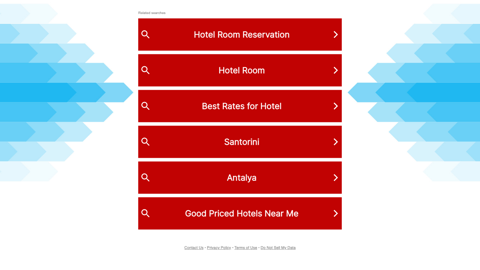 Related searches
Hotel Room Reservation
Hotel Room
Best Rates for Hotel
Santorini
Antalya
Good Priced Hotels Near Me
Contact Us - Privacy Policy - Terms of Use - Do Not Sell My Data